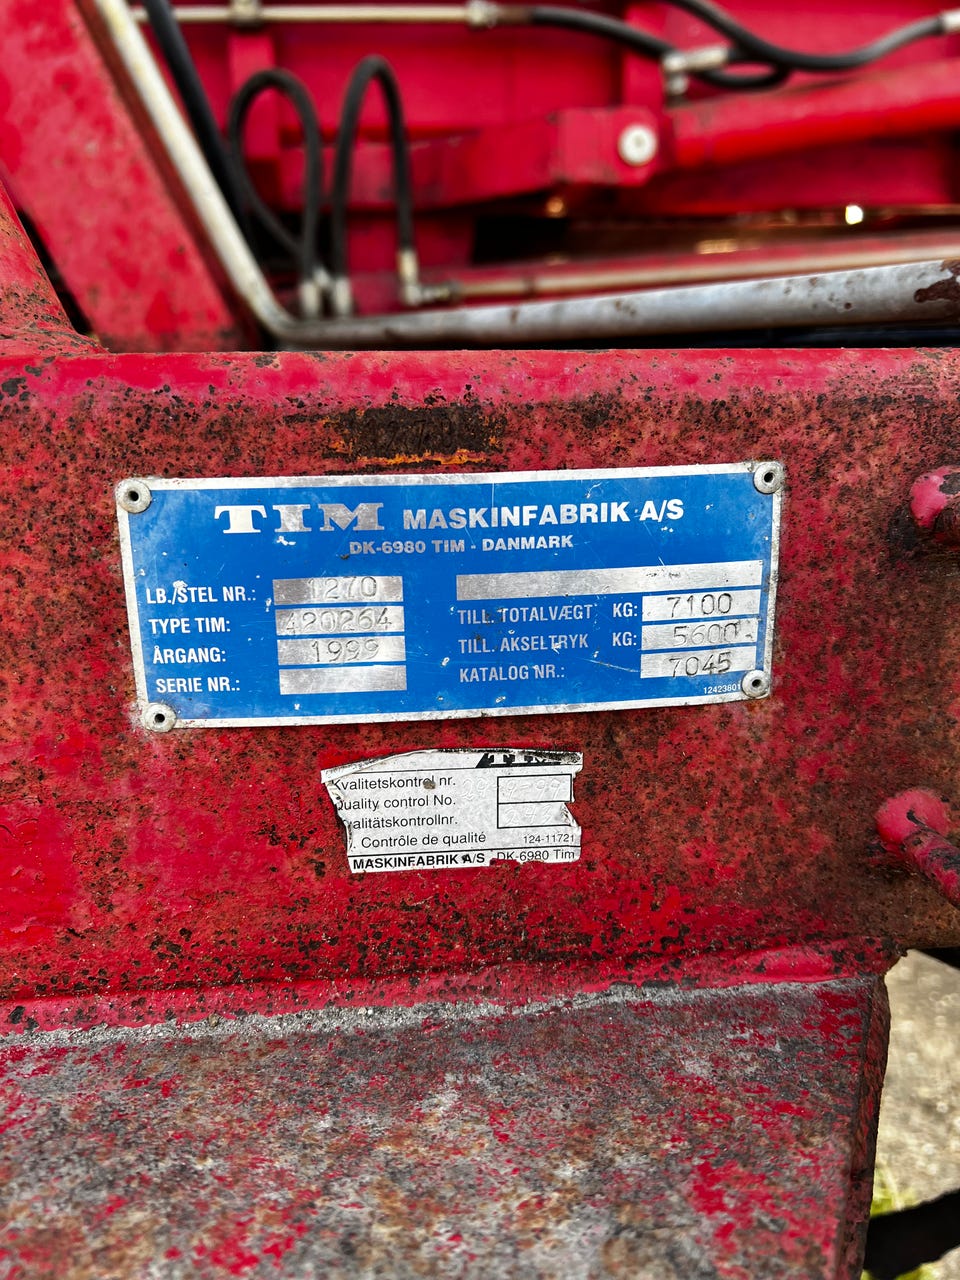 TIM MASKINFABRIK A/S
DK-6980 TIM - DANMARK
LB./STEL NR.: 1270
TYPE TIM: 420264
ÅRGANG: 1999
SERIE NR.:
TILL. TOTALVÆGT KG: 7100
TILL. AKSELTRYK KG: 5600
KATALOG NR.: 7045
12423801
TIM
Kvalitetskontrol nr.
Quality control No.
alitätskontrollnr.
. Contrôle de qualité 124-11721
MASKINFABRIK A/S DK-6980 Tim